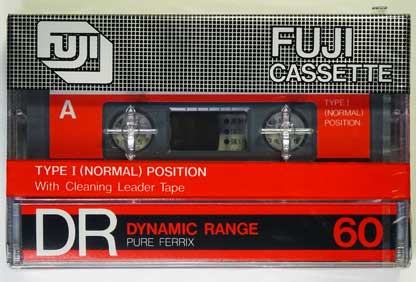 FUJI
FUJI
CASSETTE
A
TYPE I
(NORMAL)
POSITION
TYPE I (NORMAL) POSITION
With Cleaning Leader Tape
DR
DYNAMIC RANGE
PURE FERRIX
60